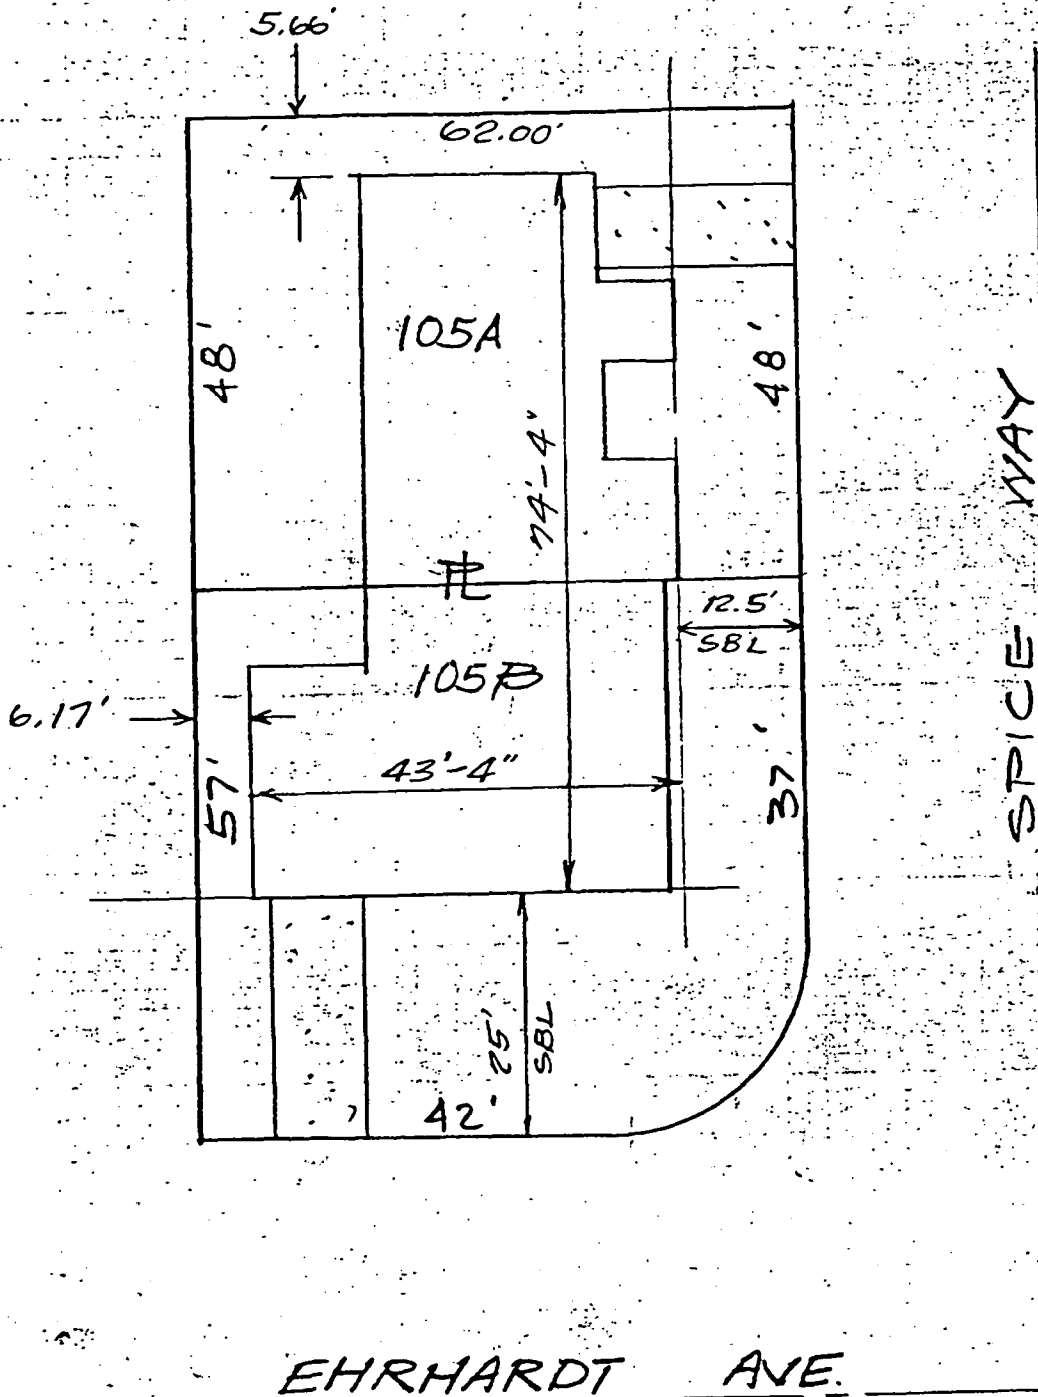 5.66'
62.00'
105A
48'
48'
74'-4"
PL
12.5'
SBL
105B
6.17'
43'-4"
57'
37'
SPICE WAY
25'
SBL
42'
EHRHARDT AVE.